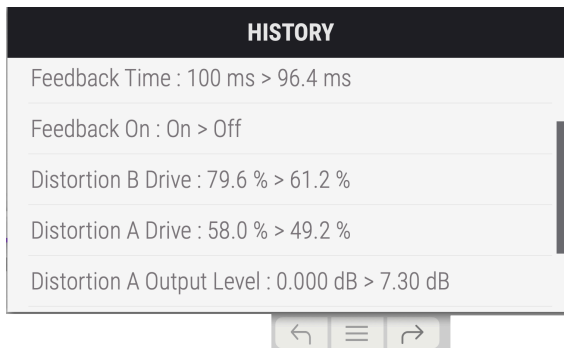 HISTORY
Feedback Time : 100 ms > 96.4 ms
Feedback On : On > Off
Distortion B Drive : 79.6 % > 61.2 %
Distortion A Drive : 58.0 % > 49.2 %
Distortion A Output Level : 0.000 dB > 7.30 dB